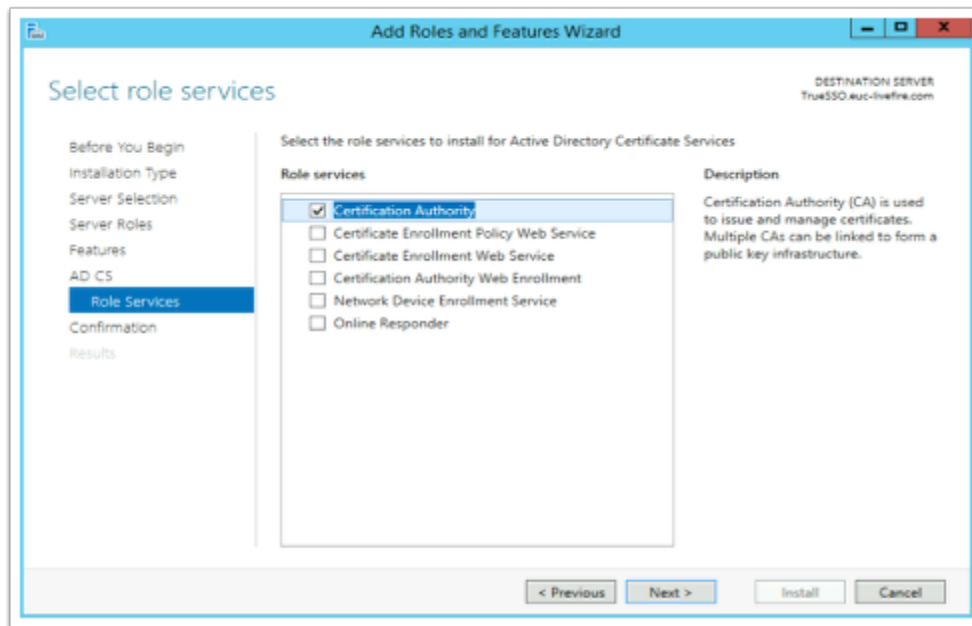 Add Roles and Features Wizard
Select role services
DESTINATION SERVER
TrueSSO.euc-livefire.com
Before You Begin
Installation Type
Server Selection
Server Roles
Features
AD CS
Role Services
Confirmation
Results
Select the role services to install for Active Directory Certificate Services
Role services
Certification Authority
Certificate Enrollment Policy Web Service
Certificate Enrollment Web Service
Certification Authority Web Enrollment
Network Device Enrollment Service
Online Responder
Description
Certification Authority (CA) is used
to issue and manage certificates.
Multiple CAs can be linked to form a
public key infrastructure.
< Previous
Next >
Install
Cancel